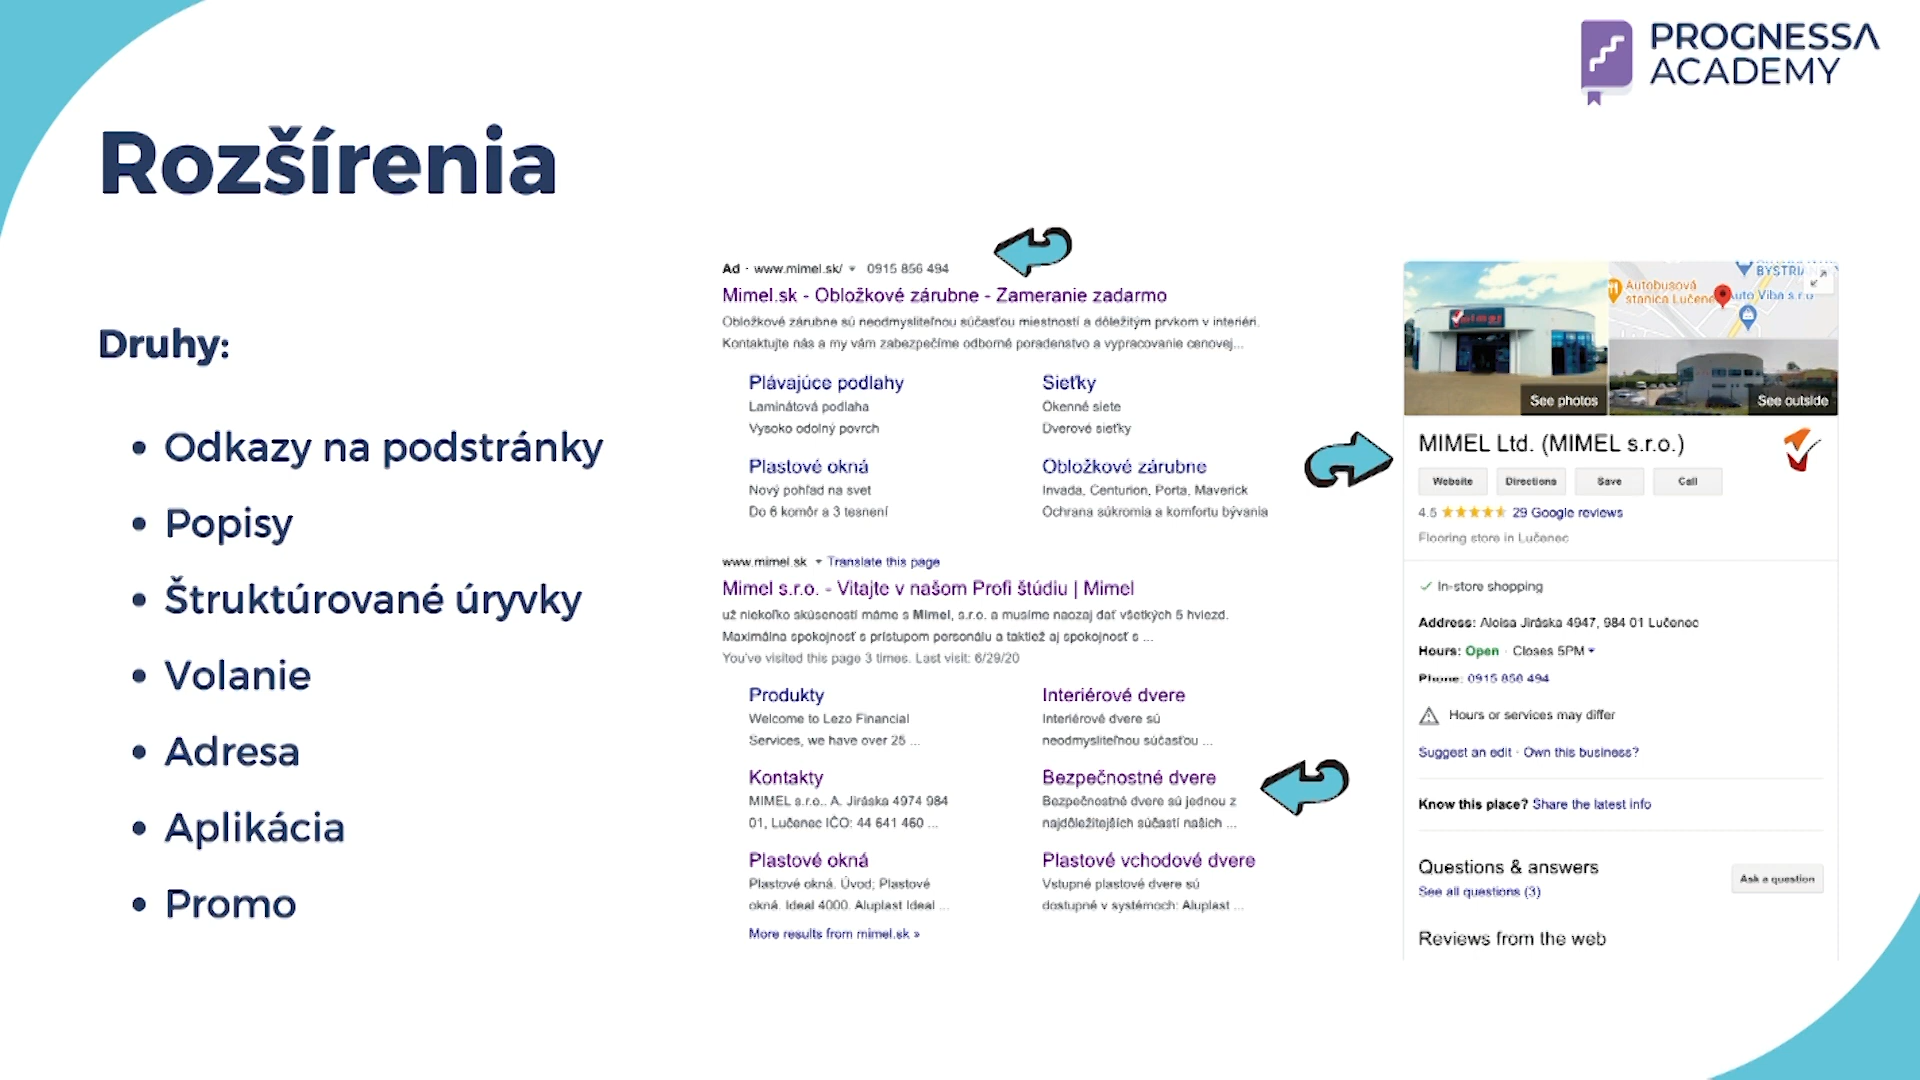 PROGNESSA
ACADEMY
Rozšírenia
Druhy:
• Odkazy na podstránky
• Popisy
• Štruktúrované úryvky
• Volanie
• Adresa
• Aplikácia
• Promo
Ad · www.mimel.sk/ 0915 856 494
Mimel.sk - Obložkové zárubne - Zameranie zadarmo
Obložkové zárubne sú neodmysliteľnou súčasťou miestností a dôležitým prvkom v interiéri.
Kontaktujte nás a my vám zabezpečíme odborné poradenstvo a vypracovanie cenovej...
Plávajúce podlahy
Laminátová podlaha
Vysoko odolný povrch
Sieťky
Okenné siete
Dverové sieťky
Plastové okná
Nový pohľad na svet
Do 6 komôr a 3 tesnení
Obložkové zárubne
Invada, Centurion, Porta, Maverick
Ochrana súkromia a komfortu bývania
www.mimel.sk Translate this page
Mimel s.r.o. - Vitajte v našom Profi štúdiu | Mimel
už niekoľko skúseností máme s Mimel, s.r.o. a musíme naozaj dať všetkých 5 hviezd.
Maximálna spokojnosť s prístupom personálu a taktiež aj spokojnosť s ...
You've visited this page 3 times. Last visit: 6/29/20
Produkty
Welcome to Lezo Financial
Services, we have over 25 ...
Interiérové dvere
Interiérové dvere sú
neodmysliteľnou súčasťou ...
Kontakty
MIMEL s.r.o.. A. Jiráska 4974 984
01, Lučenec IČO: 44 641 460 ...
Bezpečnostné dvere
Bezpečnostné dvere sú jednou z
najdôležitejších súčastí našich ...
Plastové okná
Plastové okná. Úvod; Plastové
okná. Ideal 4000. Aluplast Ideal ...
Plastové vchodové dvere
Vstupné plastové dvere sú
dostupné v systémoch: Aluplast ...
More results from mimel.sk »
BYSTRIAN
Autobusová
stanica Lučenec
Auto Viba s.r.o
See photos
See outside
MIMEL Ltd. (MIMEL s.r.o.)
Website Directions Save Call
4.5 29 Google reviews
Flooring store in Lučenec
In-store shopping
Address: Aloisa Jiráska 4947, 984 01 Lučenec
Hours: Open · Closes 5PM
Phone: 0915 856 494
Hours or services may differ
Suggest an edit · Own this business?
Know this place? Share the latest info
Questions & answers
See all questions (3)
Ask a question
Reviews from the web